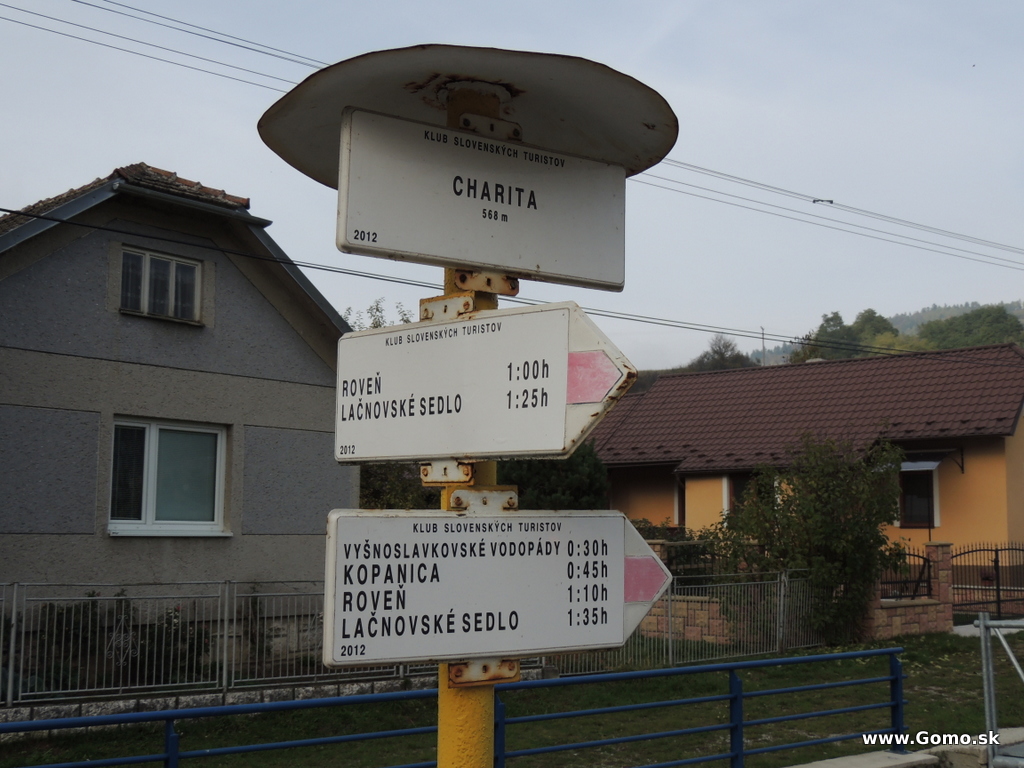 KLUB SLOVENSKÝCH TURISTOV
CHARITA
568 m
2012
KLUB SLOVENSKÝCH TURISTOV
ROVEŇ 1:00h
LAČNOVSKÉ SEDLO 1:25h
2012
KLUB SLOVENSKÝCH TURISTOV
VYŠNOSLAVKOVSKÉ VODOPÁDY 0:30h
KOPANICA 0:45h
ROVEŇ 1:10h
LAČNOVSKÉ SEDLO 1:35h
2012
www.Gomo.sk